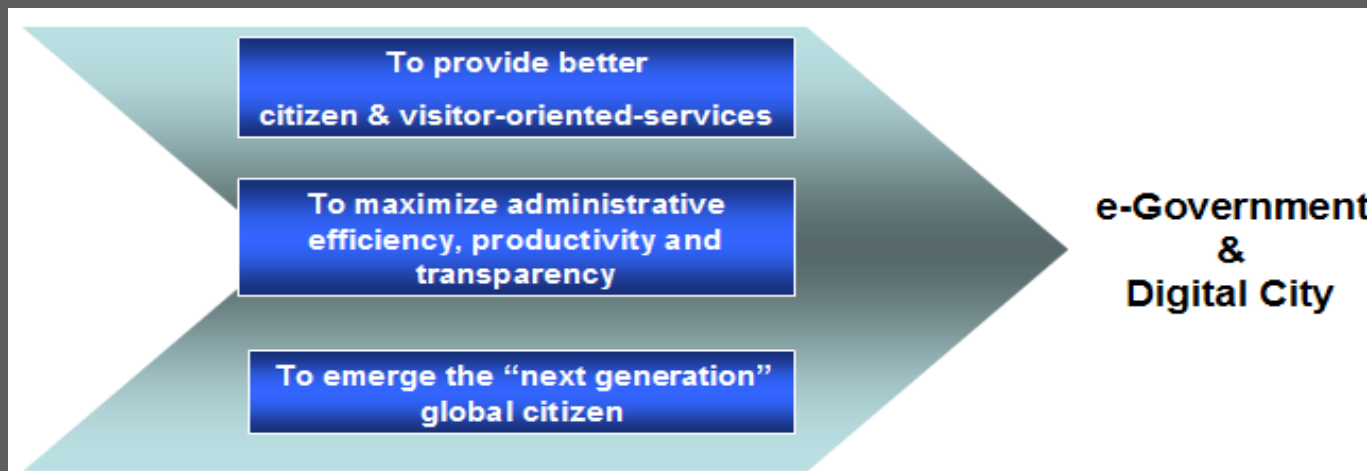 To provide better
citizen & visitor-oriented-services
To maximize administrative
efficiency, productivity and
transparency
To emerge the “next generation”
global citizen
e-Government
&
Digital City